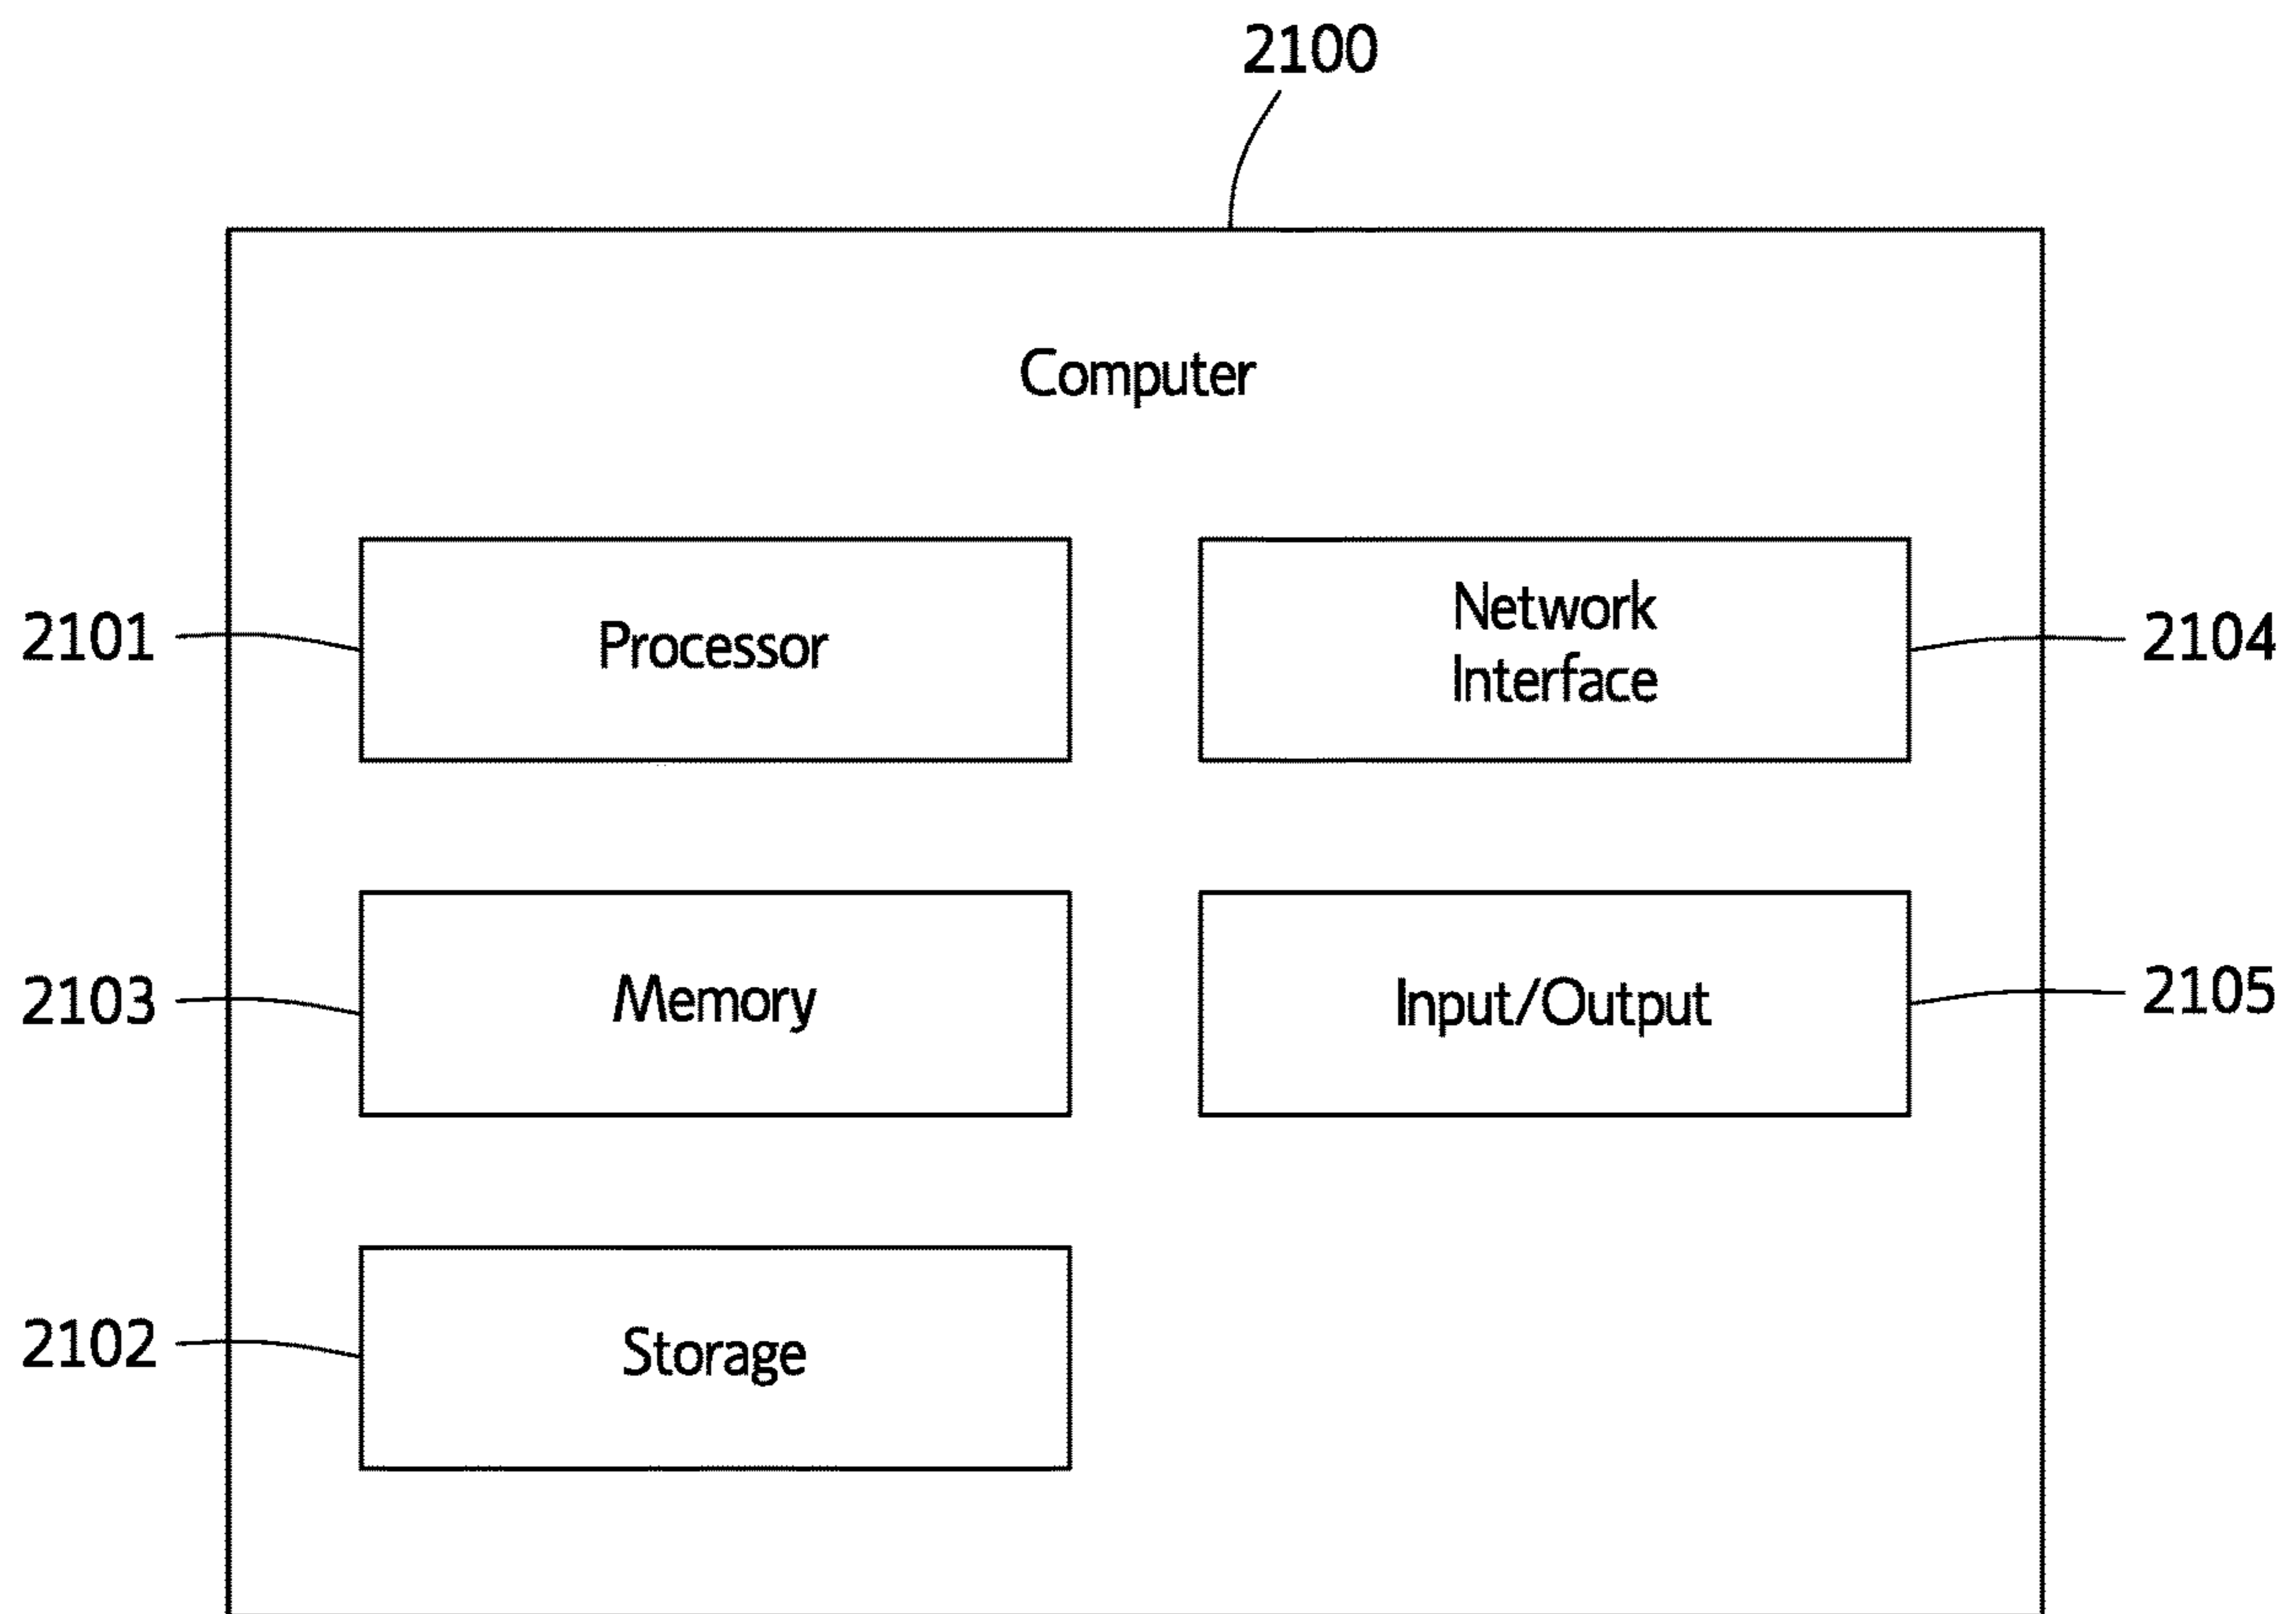 2100
Computer
2101
Processor
Network
Interface
2104
2103
Memory
Input/Output
2105
2102
Storage